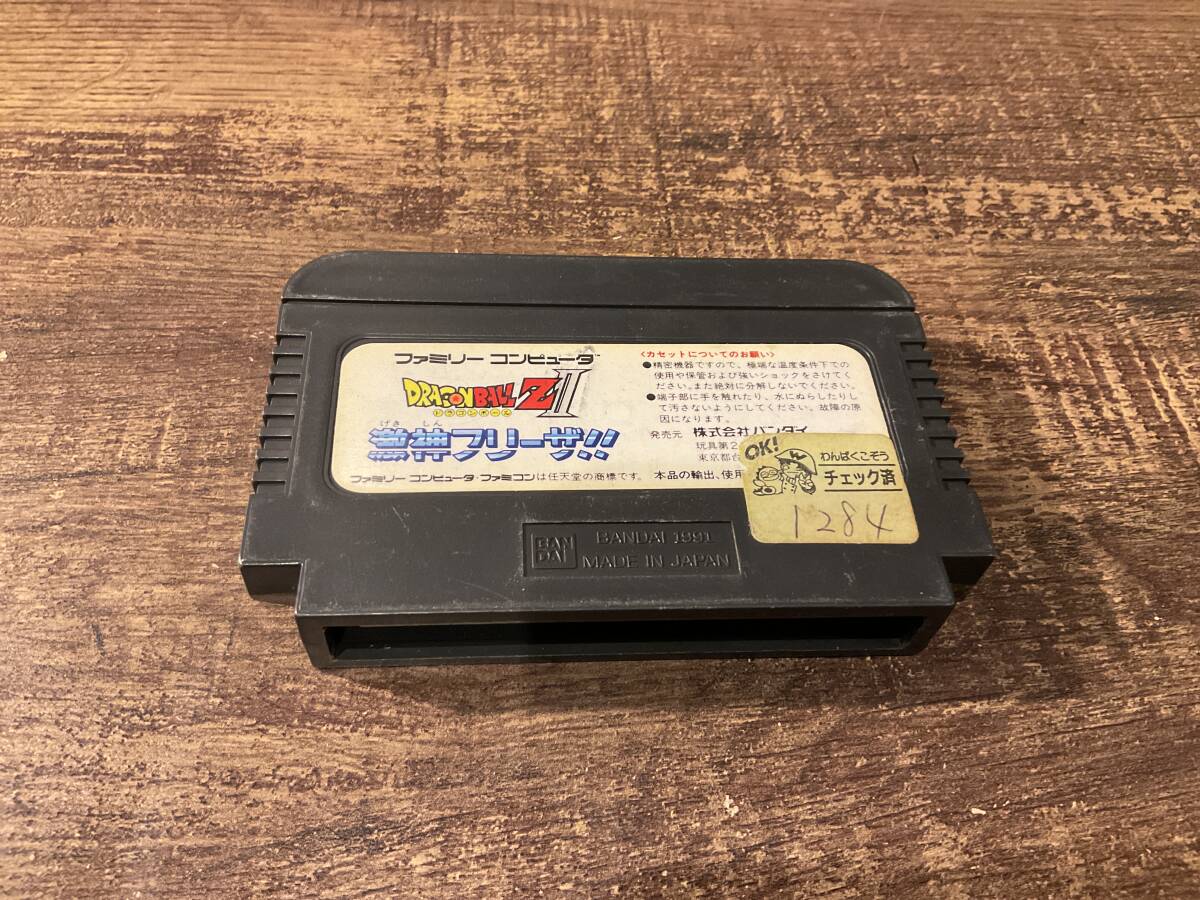 ファミリー コンピュータ™
DRAGONBALL Z II
ドラゴンボール
げき しん
激神フリーザ!!
ファミリー コンピュータ・ファミコンは任天堂の商標です。
〈カセットについてのお願い〉
●精密機器ですので、極端な温度条件下での
使用や保管および強いショックをさけてく
ださい。また絶対に分解しないでください。
●端子部に手を触れたり、水にぬらしたりし
て汚さないようにしてください。故障の原
因になります。
発売元 株式会社バンダイ
玩具第2
東京都台
本品の輸出、使用
OK!
わんぱくこぞう
チェック済
1284
BAN
DAI
BANDAI 1991
MADE IN JAPAN